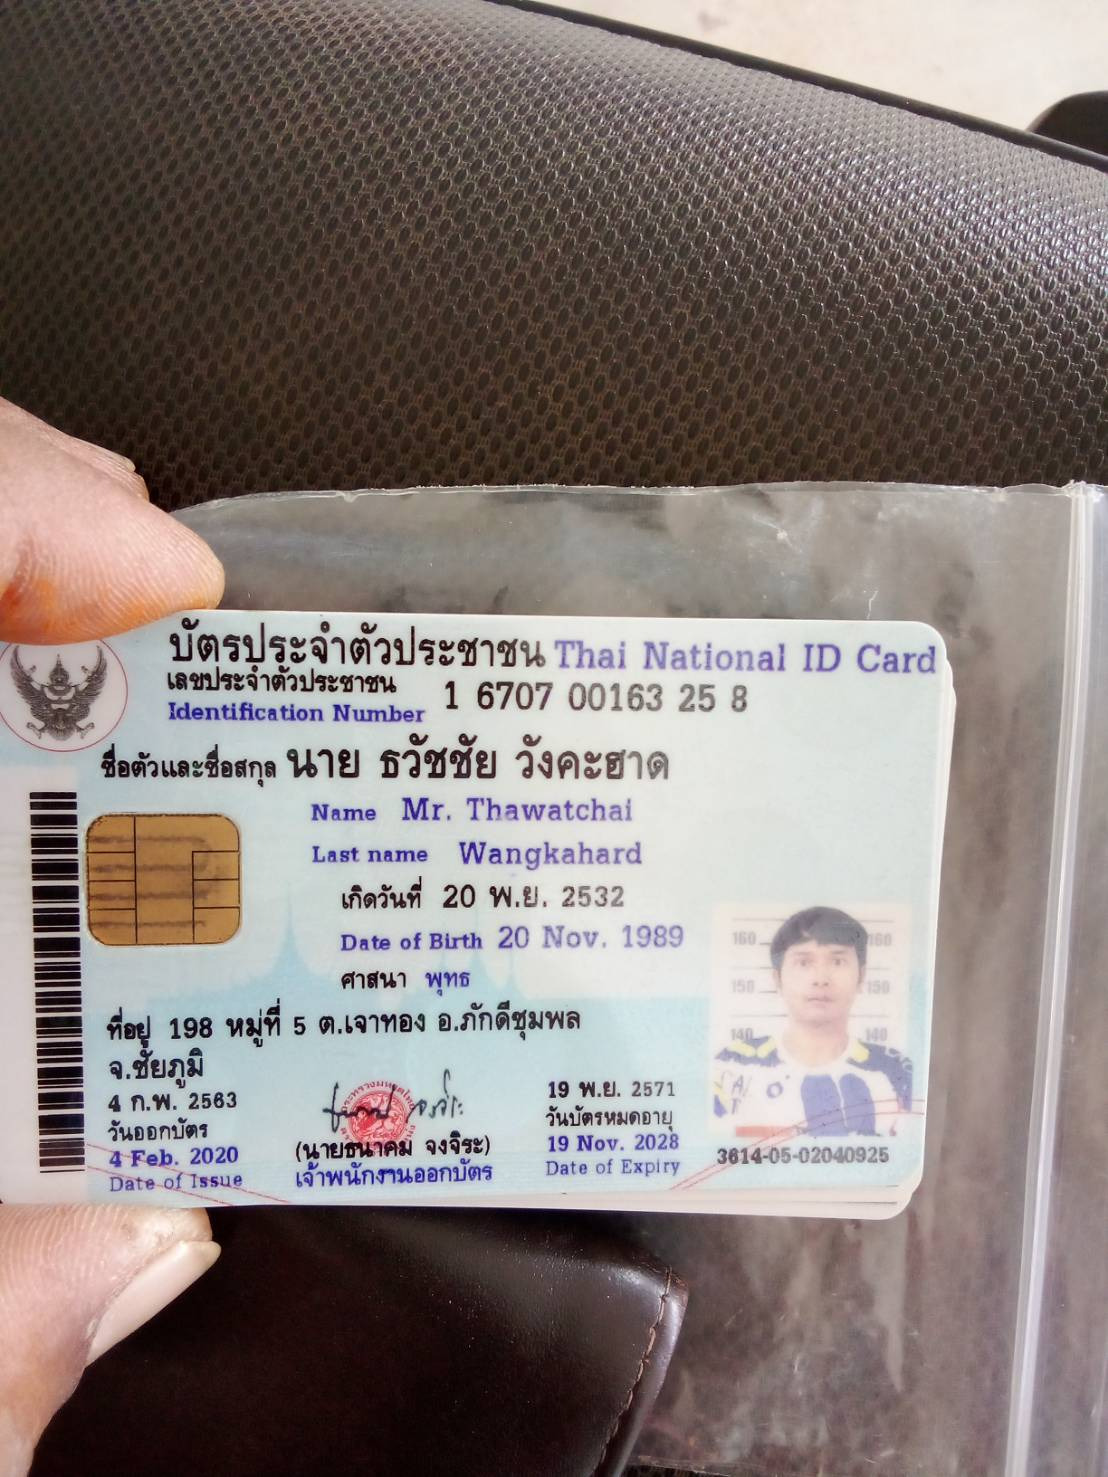 บัตรประจำตัวประชาชน Thai National ID Card
เลขประจำตัวประชาชน
Identification Number 1 6707 00163 25 8
ชื่อตัวและชื่อสกุล นาย ธวัชชัย วังคะฮาด
Name Mr. Thawatchai
Last name Wangkahard
เกิดวันที่ 20 พ.ย. 2532
Date of Birth 20 Nov. 1989
ศาสนา พุทธ
ที่อยู่ 198 หมู่ที่ 5 ต.เจาทอง อ.ภักดีชุมพล
จ.ชัยภูมิ
4 ก.พ. 2563
วันออกบัตร
4 Feb. 2020
Date of Issue
(นายธนาคม จงจิระ)
เจ้าพนักงานออกบัตร
19 พ.ย. 2571
วันบัตรหมดอายุ
19 Nov. 2028
Date of Expiry
160 160
150 150
140 140
3614-05-02040925